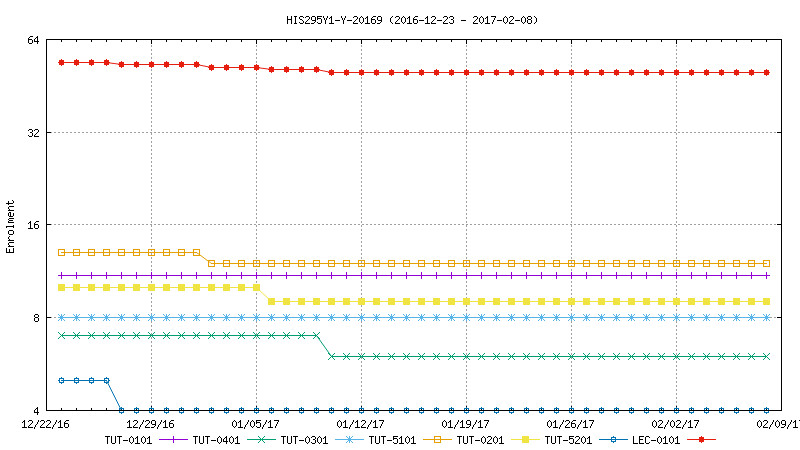 HIS295Y1-Y-20169 (2016-12-23 - 2017-02-08)
64
32
16
8
4
Enrolment
12/22/16 12/29/16 01/05/17 01/12/17 01/19/17 01/26/17 02/02/17 02/09/17
TUT-0101 TUT-0401 TUT-0301 TUT-5101 TUT-0201 TUT-5201 LEC-0101